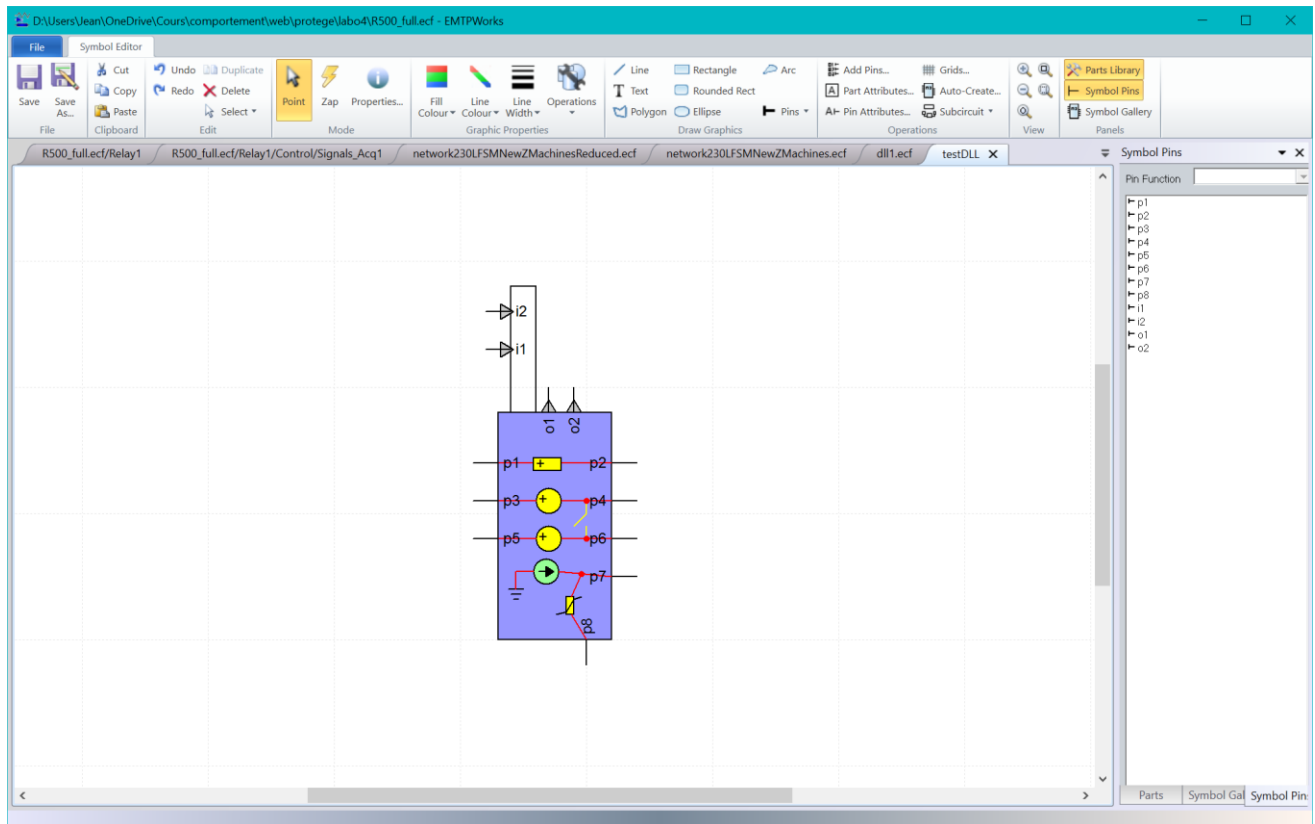 D:\Users\Jean\OneDrive\Cours\comportement\web\protege\labo4\R500_full.ecf - EMTPWorks
File Symbol Editor
Save
Save As...
File
Cut
Copy
Paste
Clipboard
Undo Duplicate
Redo Delete
Select
Edit
Point
Zap
Properties...
Mode
Fill Colour
Line Colour
Line Width
Operations
Graphic Properties
Line Rectangle Arc
Text Rounded Rect
Polygon Ellipse Pins
Draw Graphics
Add Pins... Grids...
Part Attributes... Auto-Create...
Pin Attributes... Subcircuit
Operations
View
Parts Library
Symbol Pins
Symbol Gallery
Panels
R500_full.ecf/Relay1 R500_full.ecf/Relay1/Control/Signals_Acq1 network230LFSMNewZMachinesReduced.ecf network230LFSMNewZMachines.ecf dll1.ecf testDLL
i2
i1
o1 o2
p1 + p2
p3 + p4
p5 + p6
p7
p8
Symbol Pins
Pin Function
p1
p2
p3
p4
p5
p6
p7
p8
i1
i2
o1
o2
Parts Symbol Gal Symbol Pin